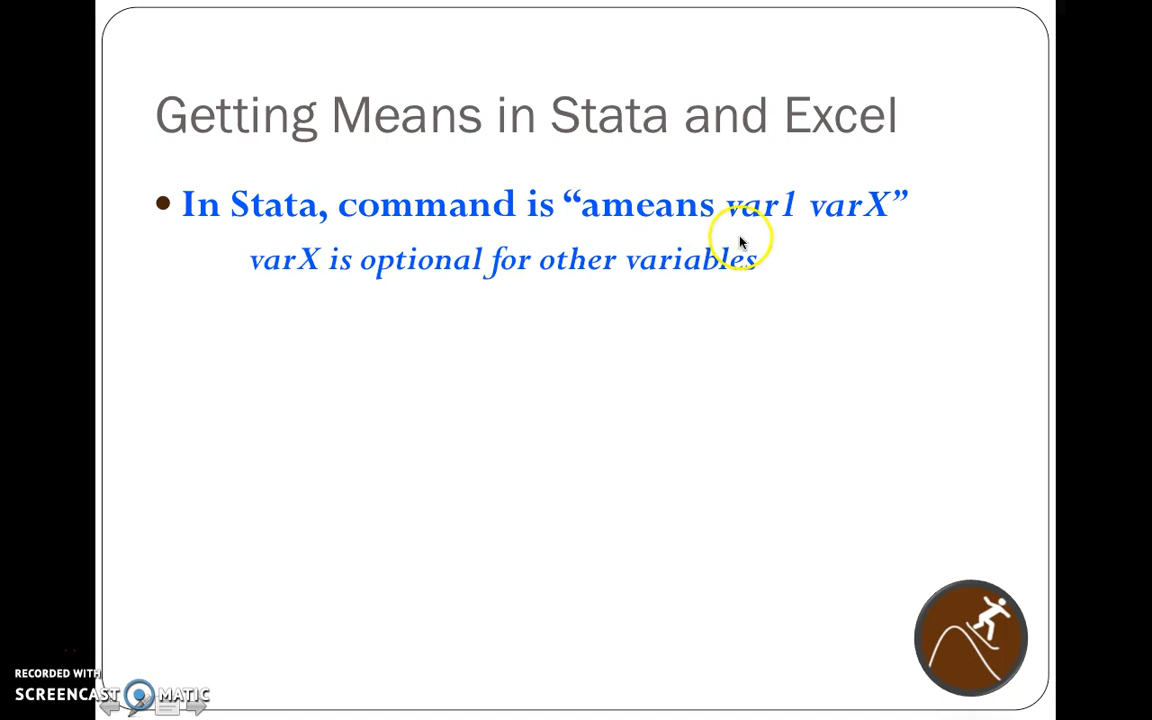 Getting Means in Stata and Excel
• In Stata, command is “ameans var1 varX”
varX is optional for other variables
RECORDED WITH
SCREENCAST MATIC